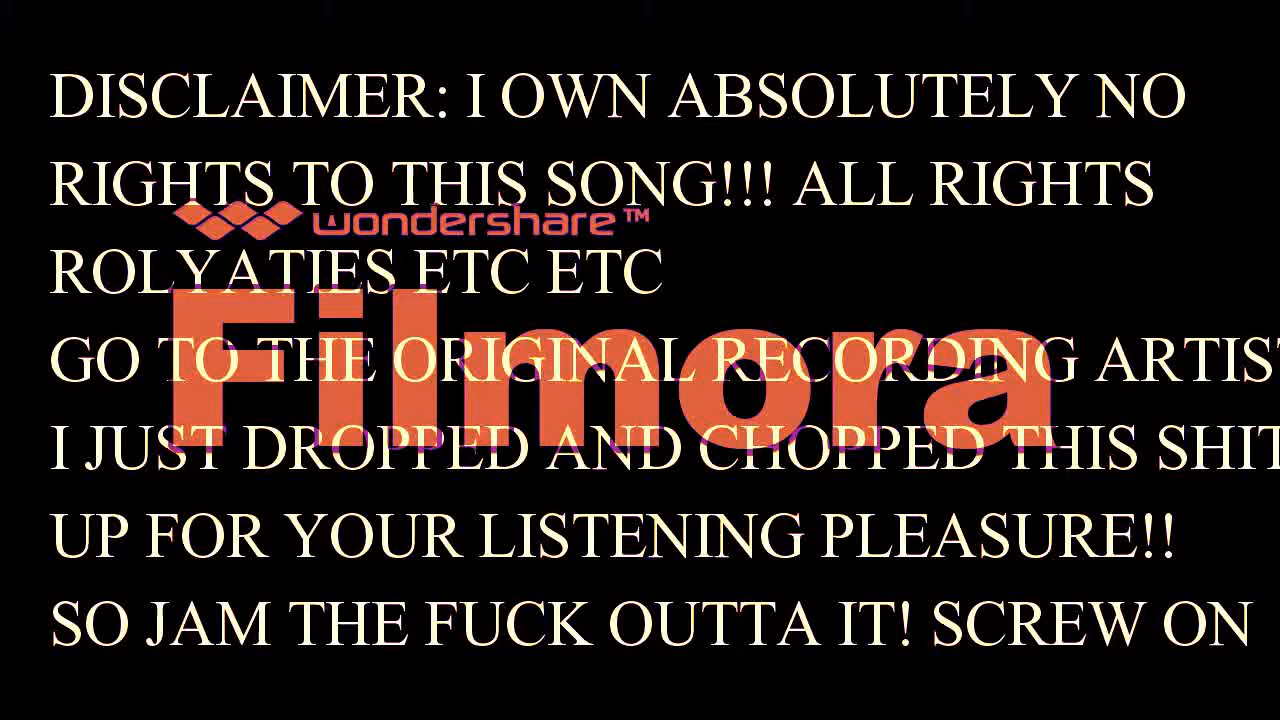 DISCLAIMER: I OWN ABSOLUTELY NO
RIGHTS TO THIS SONG!!! ALL RIGHTS
wondershare™
ROLYATIES ETC ETC
Filmora
GO TO THE ORIGINAL RECORDING ARTIST
I JUST DROPPED AND CHOPPED THIS SHIT
UP FOR YOUR LISTENING PLEASURE!!
SO JAM THE FUCK OUTTA IT! SCREW ON